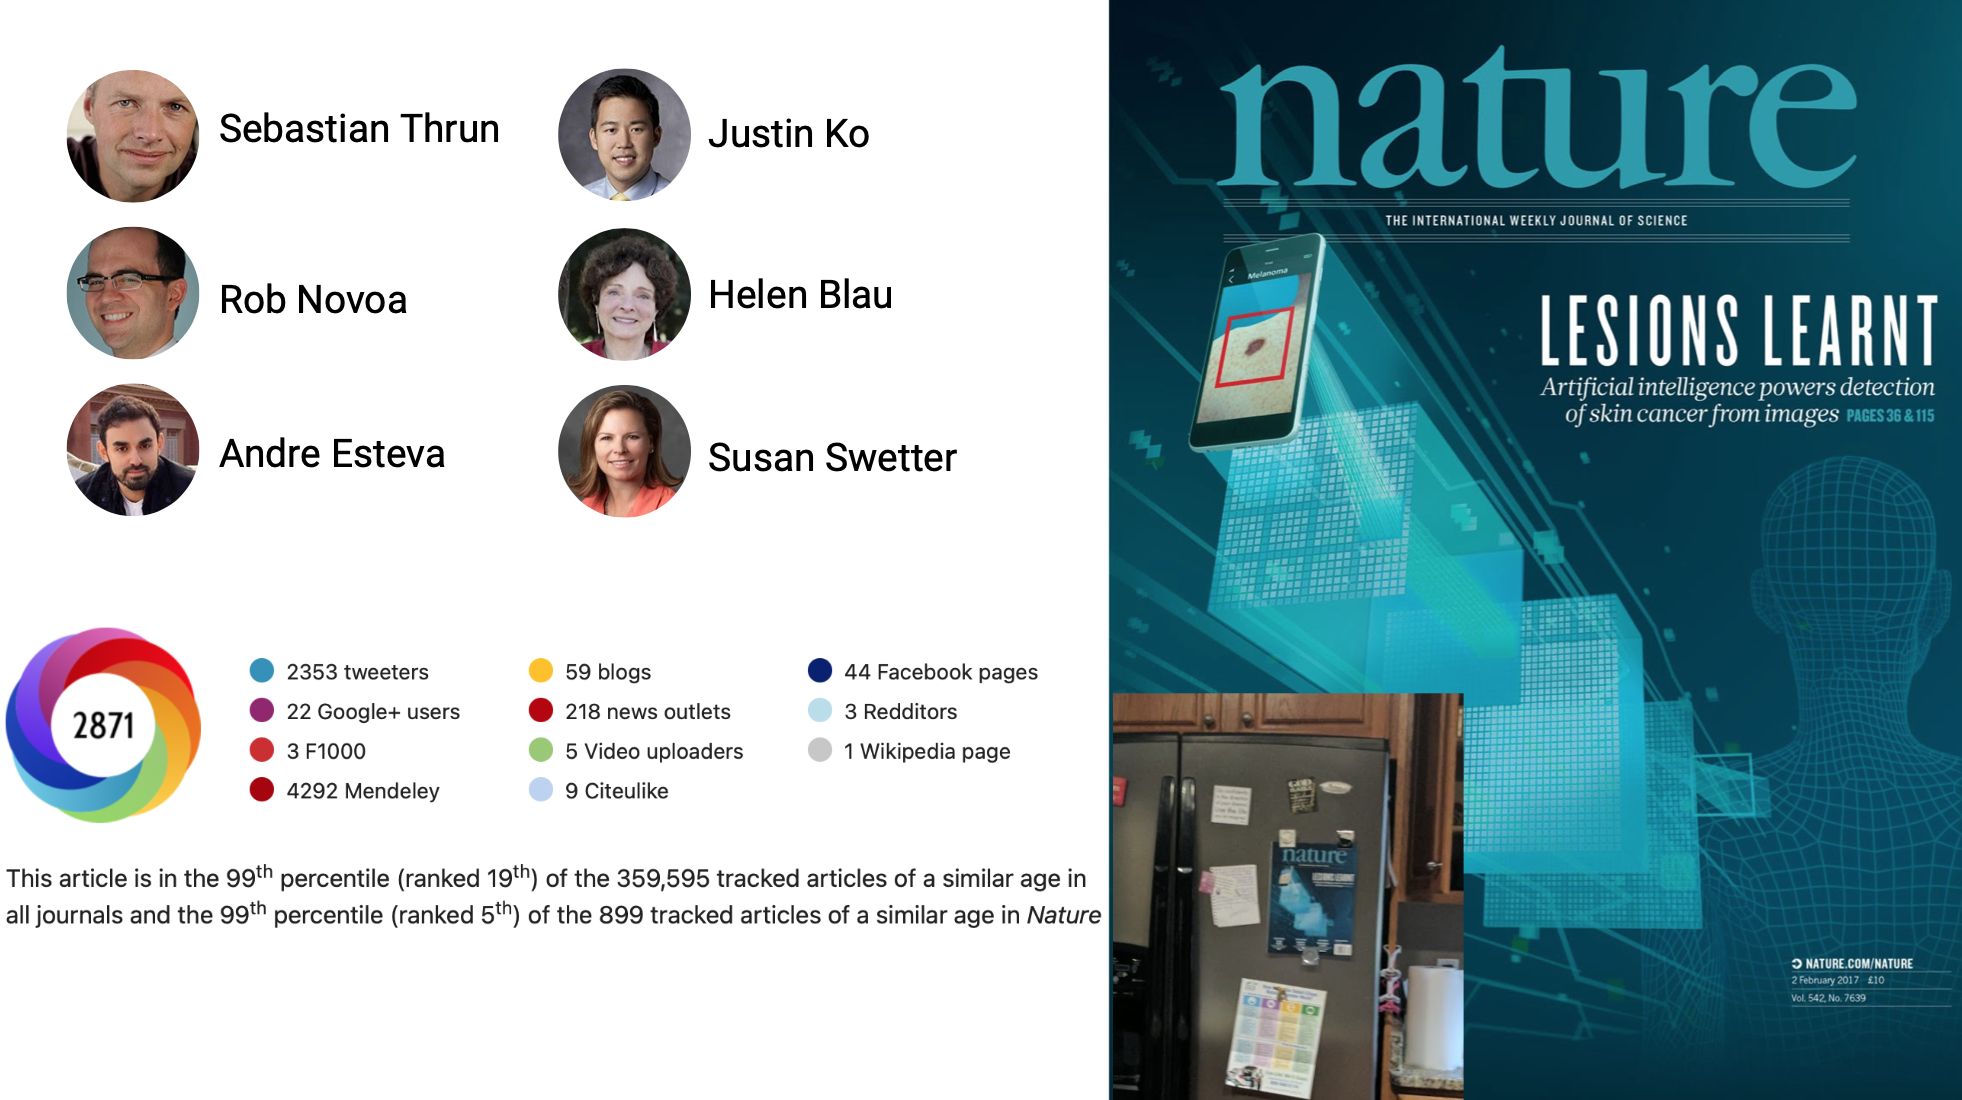 Sebastian Thrun
Justin Ko
Rob Novoa
Helen Blau
Andre Esteva
Susan Swetter
2871
2353 tweeters
59 blogs
44 Facebook pages
22 Google+ users
218 news outlets
3 Redditors
3 F1000
5 Video uploaders
1 Wikipedia page
4292 Mendeley
9 Citeulike
This article is in the 99th percentile (ranked 19th) of the 359,595 tracked articles of a similar age in
all journals and the 99th percentile (ranked 5th) of the 899 tracked articles of a similar age in Nature
nature
THE INTERNATIONAL WEEKLY JOURNAL OF SCIENCE
Melanoma
LESIONS LEARNT
Artificial intelligence powers detection
of skin cancer from images PAGES 36 & 115
NATURE.COM/NATURE
2 February 2017 £10
Vol. 542, No. 7639
nature
LESIONS LEARNT